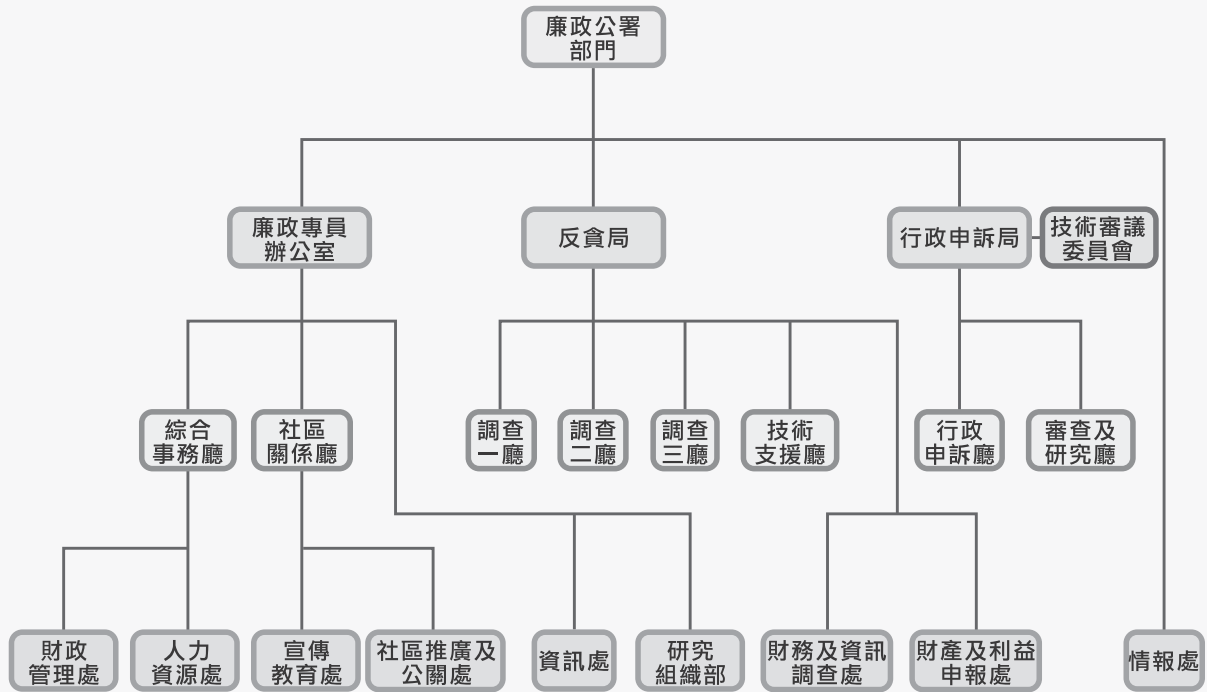 廉政公署
部門
廉政專員
辦公室
反貪局
行政申訴局
技術審議
委員會
綜合
事務廳
社區
關係廳
調查
一廳
調查
二廳
調查
三廳
技術
支援廳
行政
申訴廳
審查及
研究廳
財政
管理處
人力
資源處
宣傳
教育處
社區推廣及
公關處
資訊處
研究
組織部
財務及資訊
調查處
財產及利益
申報處
情報處